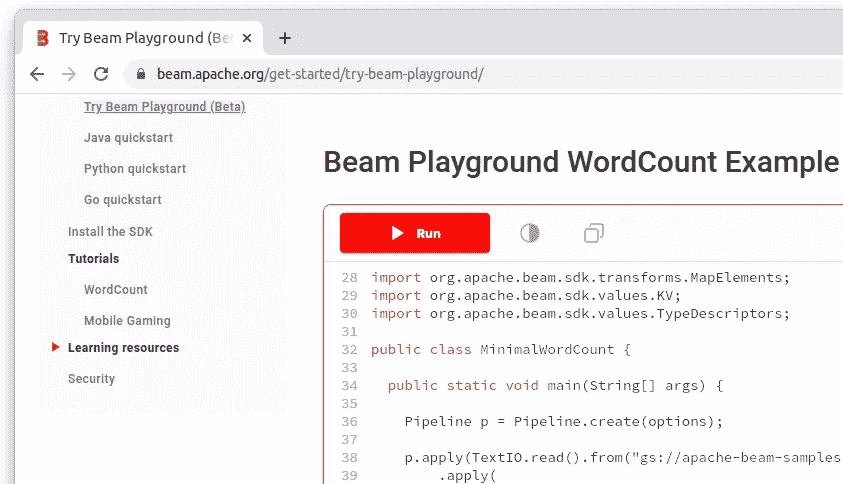 Try Beam Playground (Be
beam.apache.org/get-started/try-beam-playground/
Try Beam Playground (Beta)
Java quickstart
Python quickstart
Go quickstart
Install the SDK
Tutorials
WordCount
Mobile Gaming
Learning resources
Security
Beam Playground WordCount Example
Run
28 import org.apache.beam.sdk.transforms.MapElements;
29 import org.apache.beam.sdk.values.KV;
30 import org.apache.beam.sdk.values.TypeDescriptors;
31
32 public class MinimalWordCount {
33
34 public static void main(String[] args) {
35
36 Pipeline p = Pipeline.create(options);
37
38 p.apply(TextIO.read().from("gs://apache-beam-samples
39 .apply(